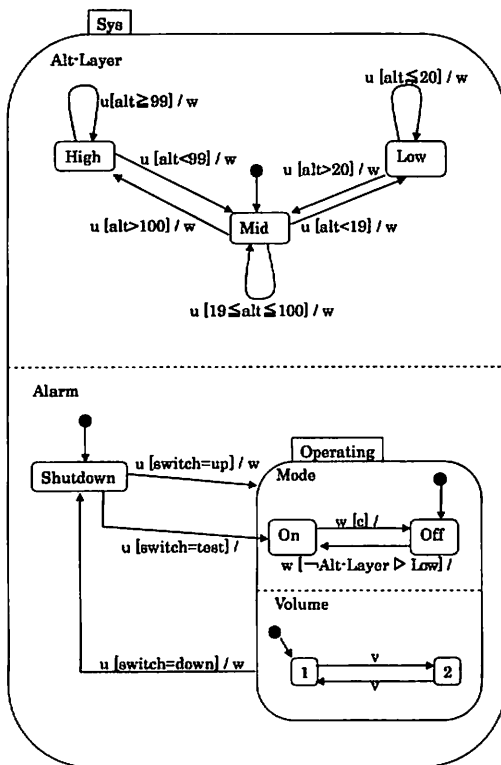 Sys
Alt-Layer
u[alt≧99] / w
u [alt≦20] / w
High
Low
u [alt<99] / w
u [alt>20] / w
u [alt>100] / w
Mid
u [alt<19] / w
u [19≦alt≦100] / w
Alarm
Shutdown
u [switch=up] / w
Operating
Mode
On
w [c] /
Off
u [switch=test] /
w [¬Alt-Layer ▷ Low] /
Volume
u [switch=down] / w
1
v
2
v